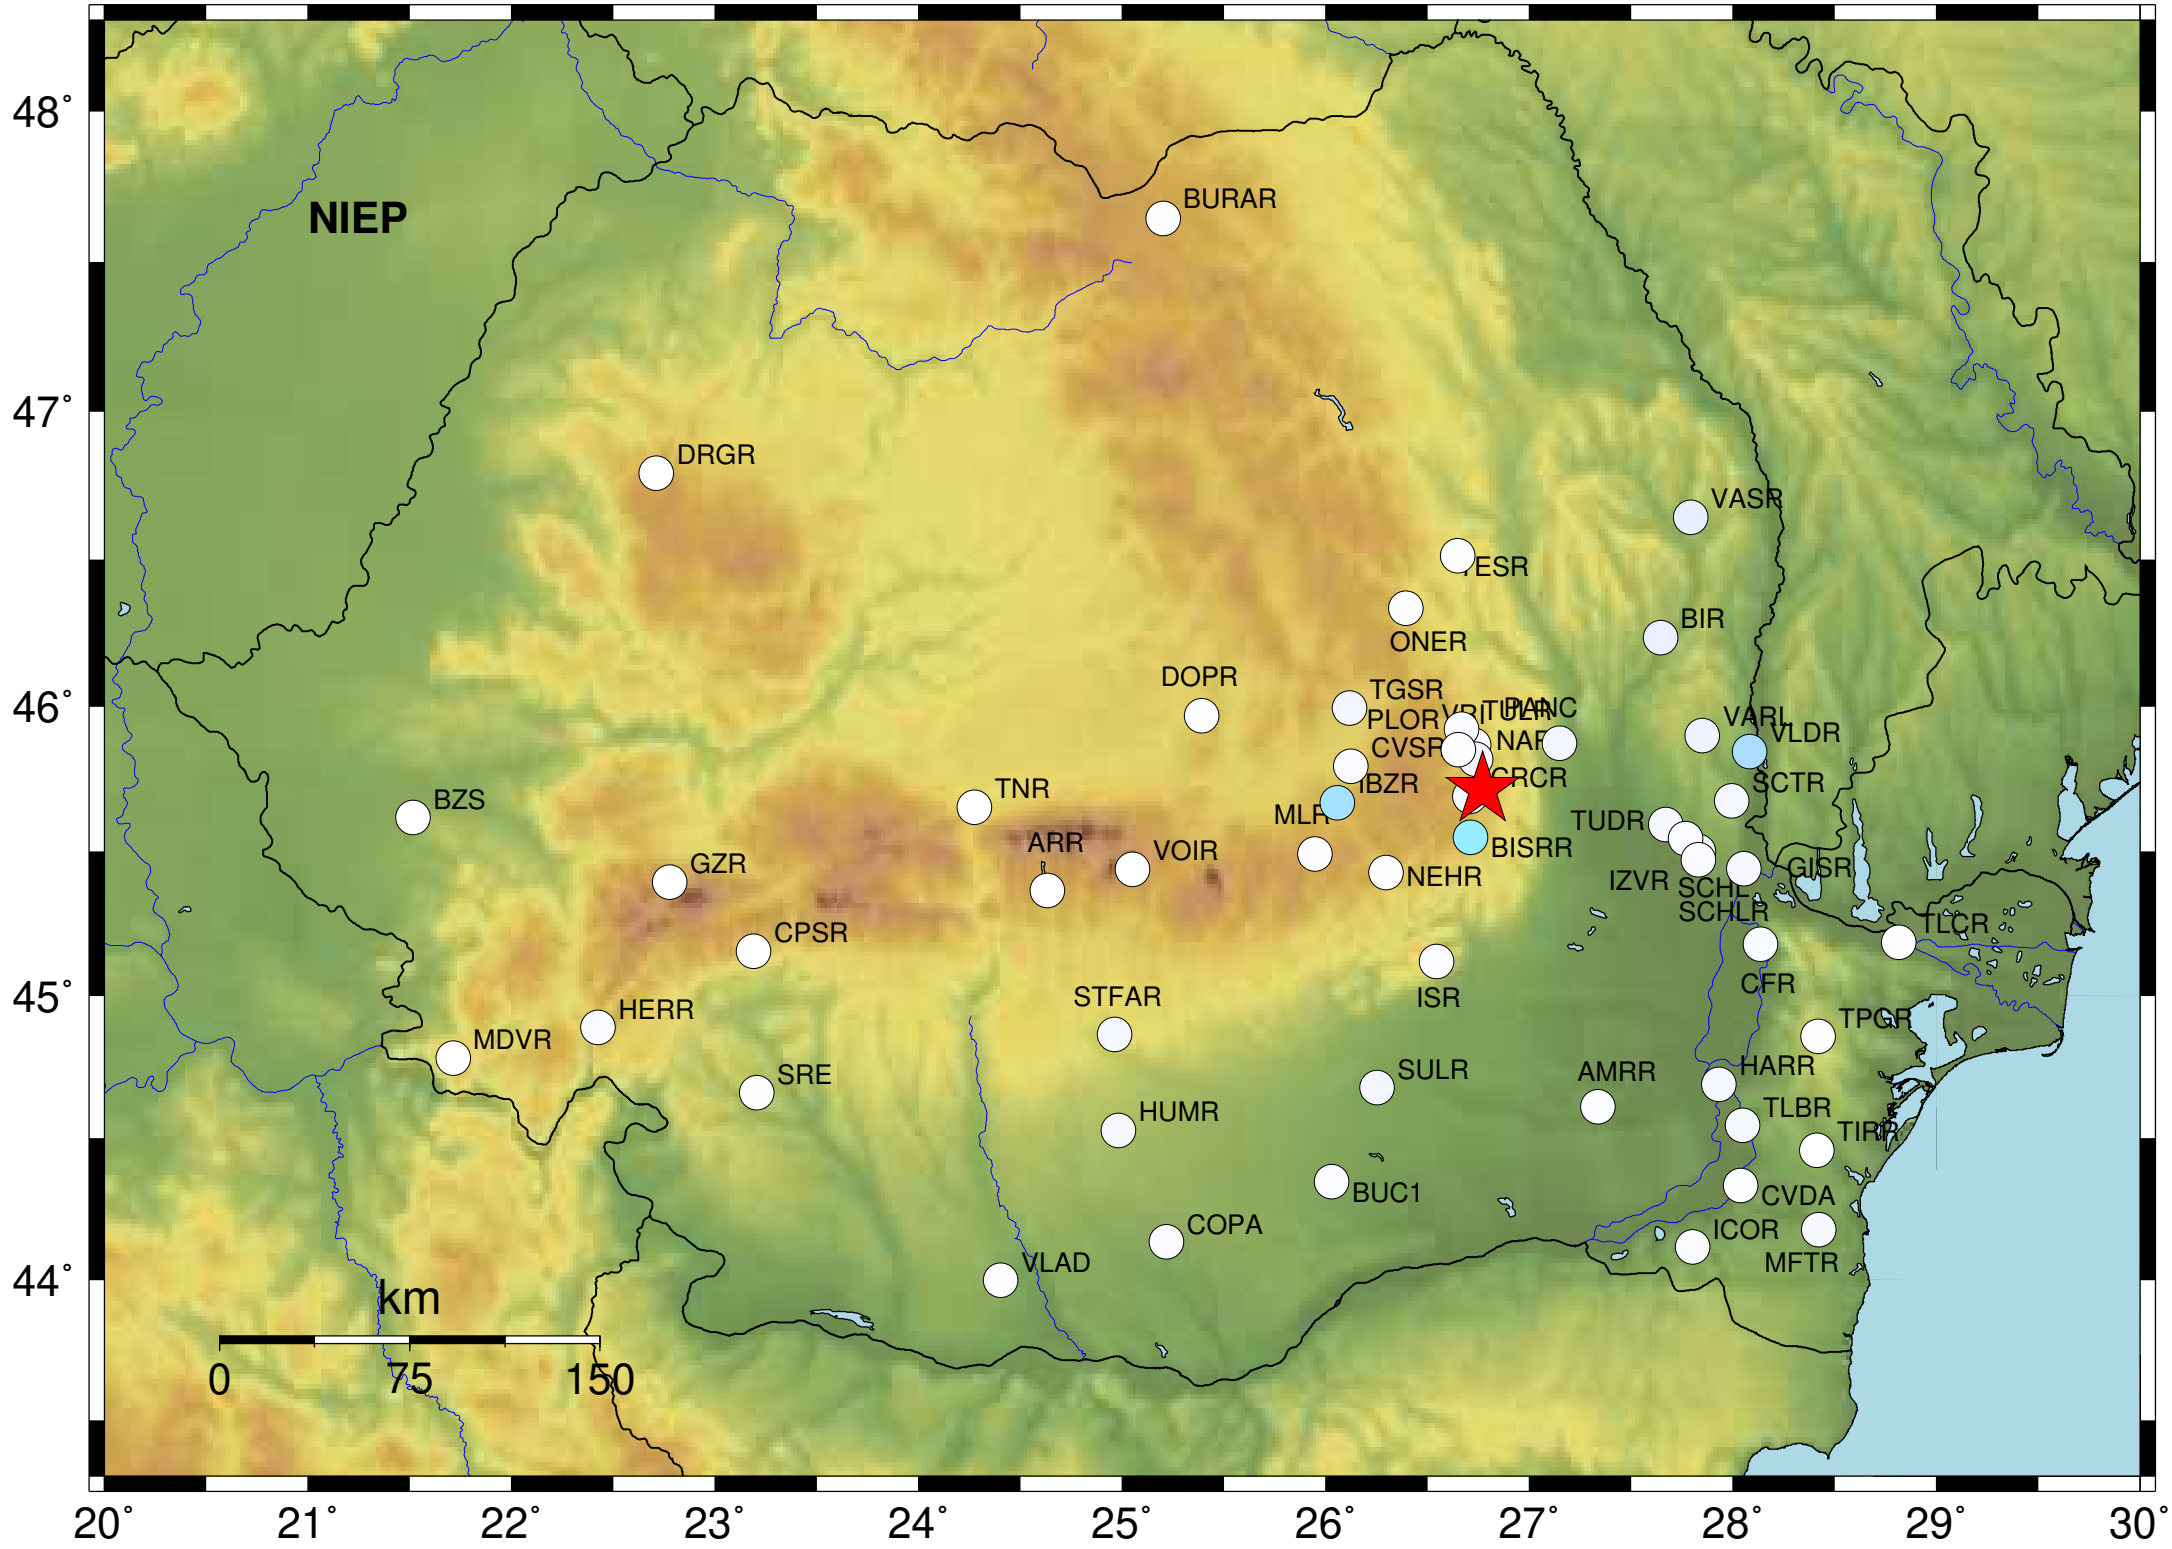 48°
BURAR
NIEP
47°
DRGR
VASR
TESR
BIR
ONER
46°
DOPR
TGSR
PLOR
VRI
TULR
PANC
CVSR
VARL
VLDR
CRCR
IBZR
SCTR
BZS
TNR
MLR
TUDR
ARR
VOIR
BISRR
GZR
NEHR
GISR
IZVR
SCHL
SCHLR
CPSR
TLCR
CFR
45°
STFAR
ISR
HERR
TPGR
MDVR
SRE
SULR
AMRR
HARR
HUMR
TLBR
TIRR
BUC1
CVDA
COPA
ICOR
VLAD
MFTR
44°
km
0 75 150
20° 21° 22° 23° 24° 25° 26° 27° 28° 29° 30°